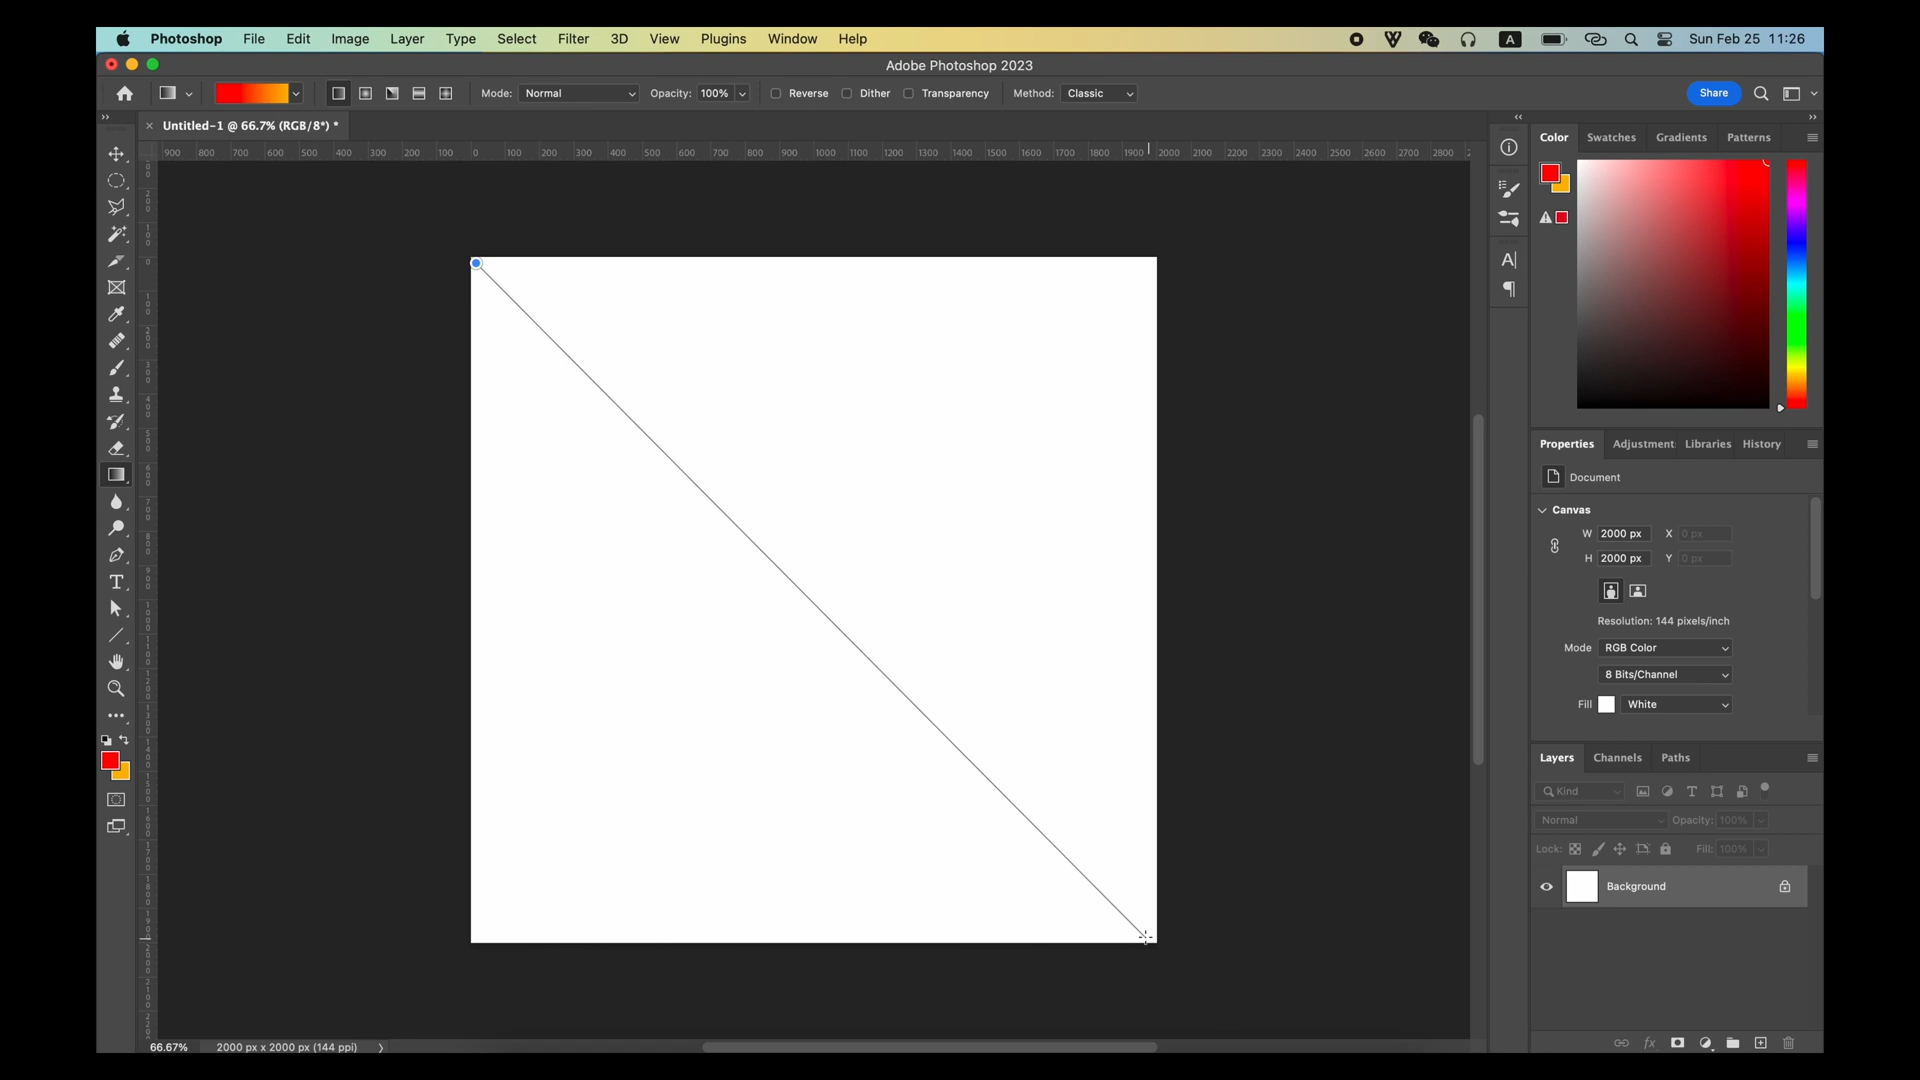 Photoshop File Edit Image Layer Type Select Filter 3D View Plugins Window Help A Sun Feb 25 11:26
Adobe Photoshop 2023
Mode: Normal Opacity: 100% Reverse Dither Transparency Method: Classic Share
Untitled-1 @ 66.7% (RGB/8*) *
Color Swatches Gradients Patterns
900 800 700 600 500 400 300 200 100 0 100 200 300 400 500 600 700 800 900 1000 1100 1200 1300 1400 1500 1600 1700 1800 1900 2000 2100 2200 2300 2400 2500 2600 2700 2800
Properties Adjustment: Libraries History
Document
Canvas
W 2000 px X 0 px
H 2000 px Y 0 px
Resolution: 144 pixels/inch
Mode RGB Color
8 Bits/Channel
Fill White
Layers Channels Paths
Kind
Normal Opacity: 100%
Lock: Fill: 100%
Background
66.67% 2000 px x 2000 px (144 ppi)